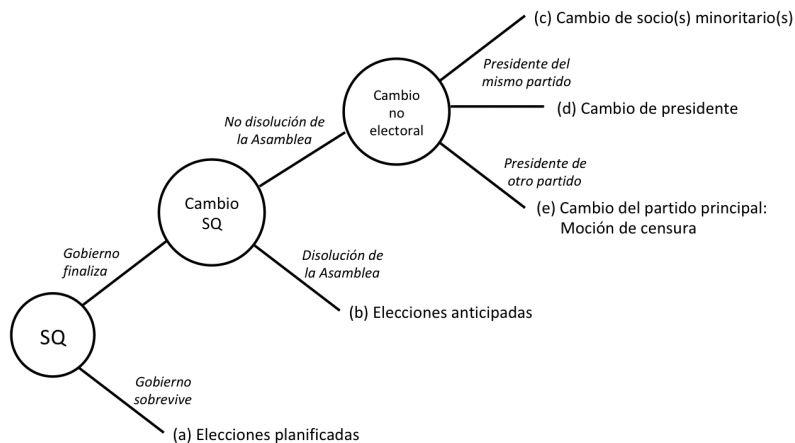 (c) Cambio de socio(s) minoritario(s)
Presidente del
mismo partido
Cambio
no
electoral
(d) Cambio de presidente
No disolución de
la Asamblea
Presidente de
otro partido
(e) Cambio del partido principal:
Moción de censura
Cambio
SQ
Gobierno
finaliza
Disolución de
la Asamblea
(b) Elecciones anticipadas
SQ
Gobierno
sobrevive
(a) Elecciones planificadas